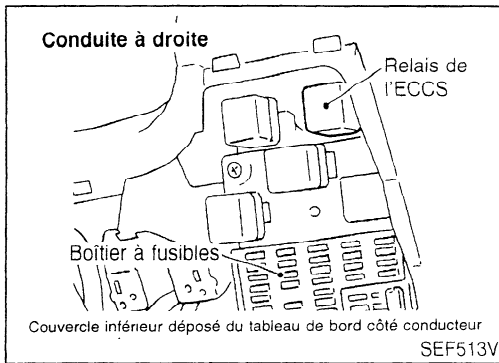 Conduite à droite
Relais de
l'ECCS
Boîtier à fusibles
Couvercle inférieur déposé du tableau de bord côté conducteur
SEF513V